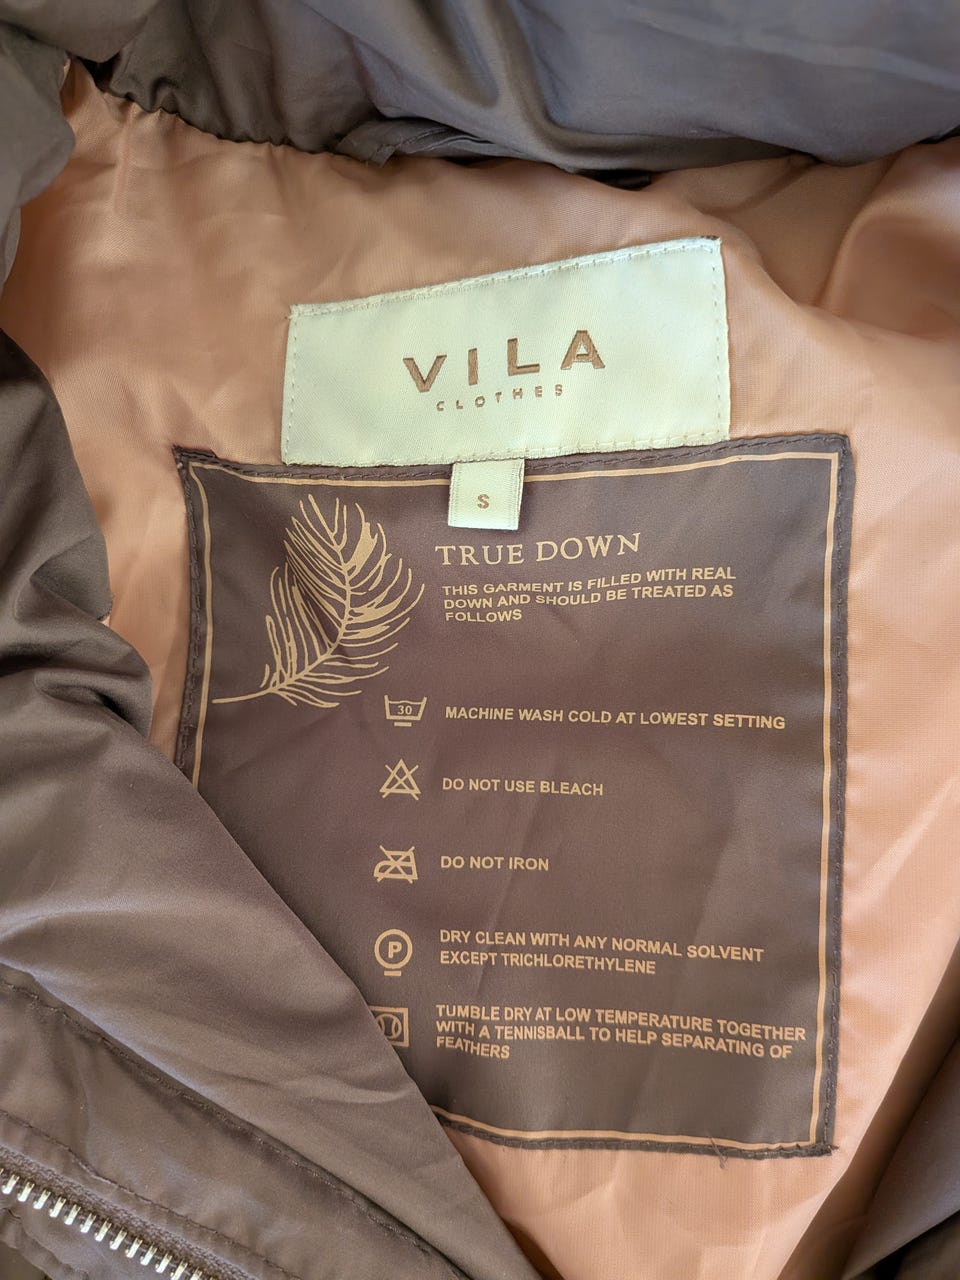 VILA
CLOTHES
S
TRUE DOWN
THIS GARMENT IS FILLED WITH REAL
DOWN AND SHOULD BE TREATED AS
FOLLOWS
30
MACHINE WASH COLD AT LOWEST SETTING
DO NOT USE BLEACH
DO NOT IRON
P
DRY CLEAN WITH ANY NORMAL SOLVENT
EXCEPT TRICHLORETHYLENE
TUMBLE DRY AT LOW TEMPERATURE TOGETHER
WITH A TENNISBALL TO HELP SEPARATING OF
FEATHERS